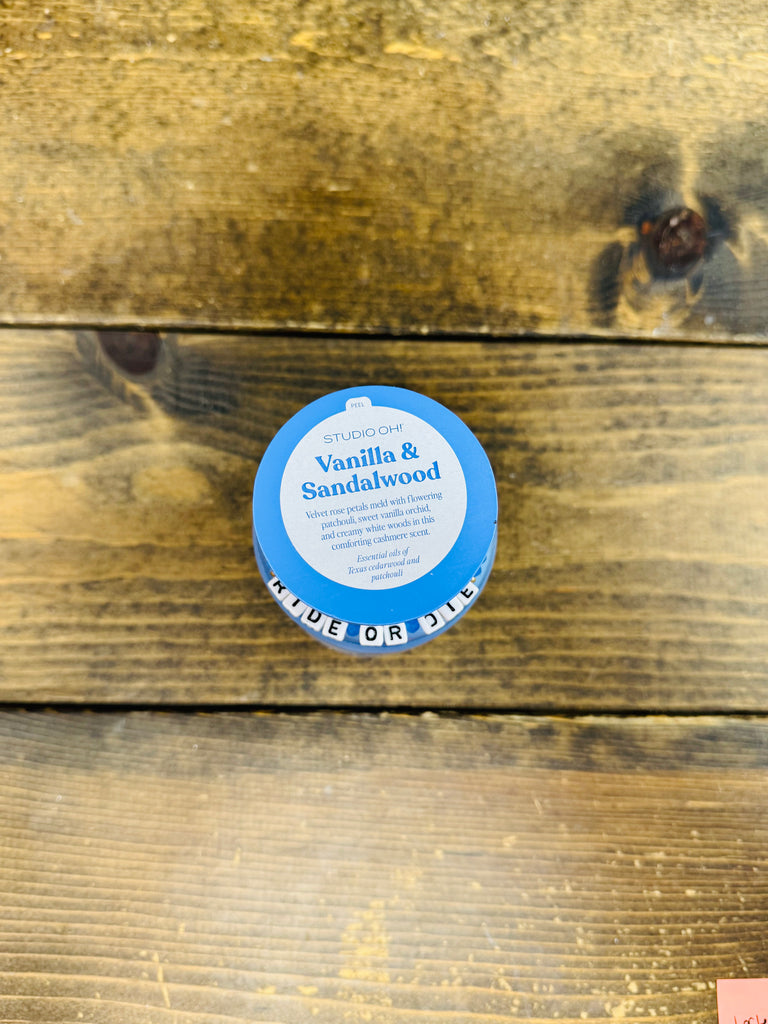 PEEL
STUDIO OH!
Vanilla &
Sandalwood
Velvet rose petals meld with flowering
patchouli, sweet vanilla orchid,
and creamy white woods in this
comforting cashmere scent.
Essential oils of
Texas cedarwood and
patchouli
RIDE OR DIE